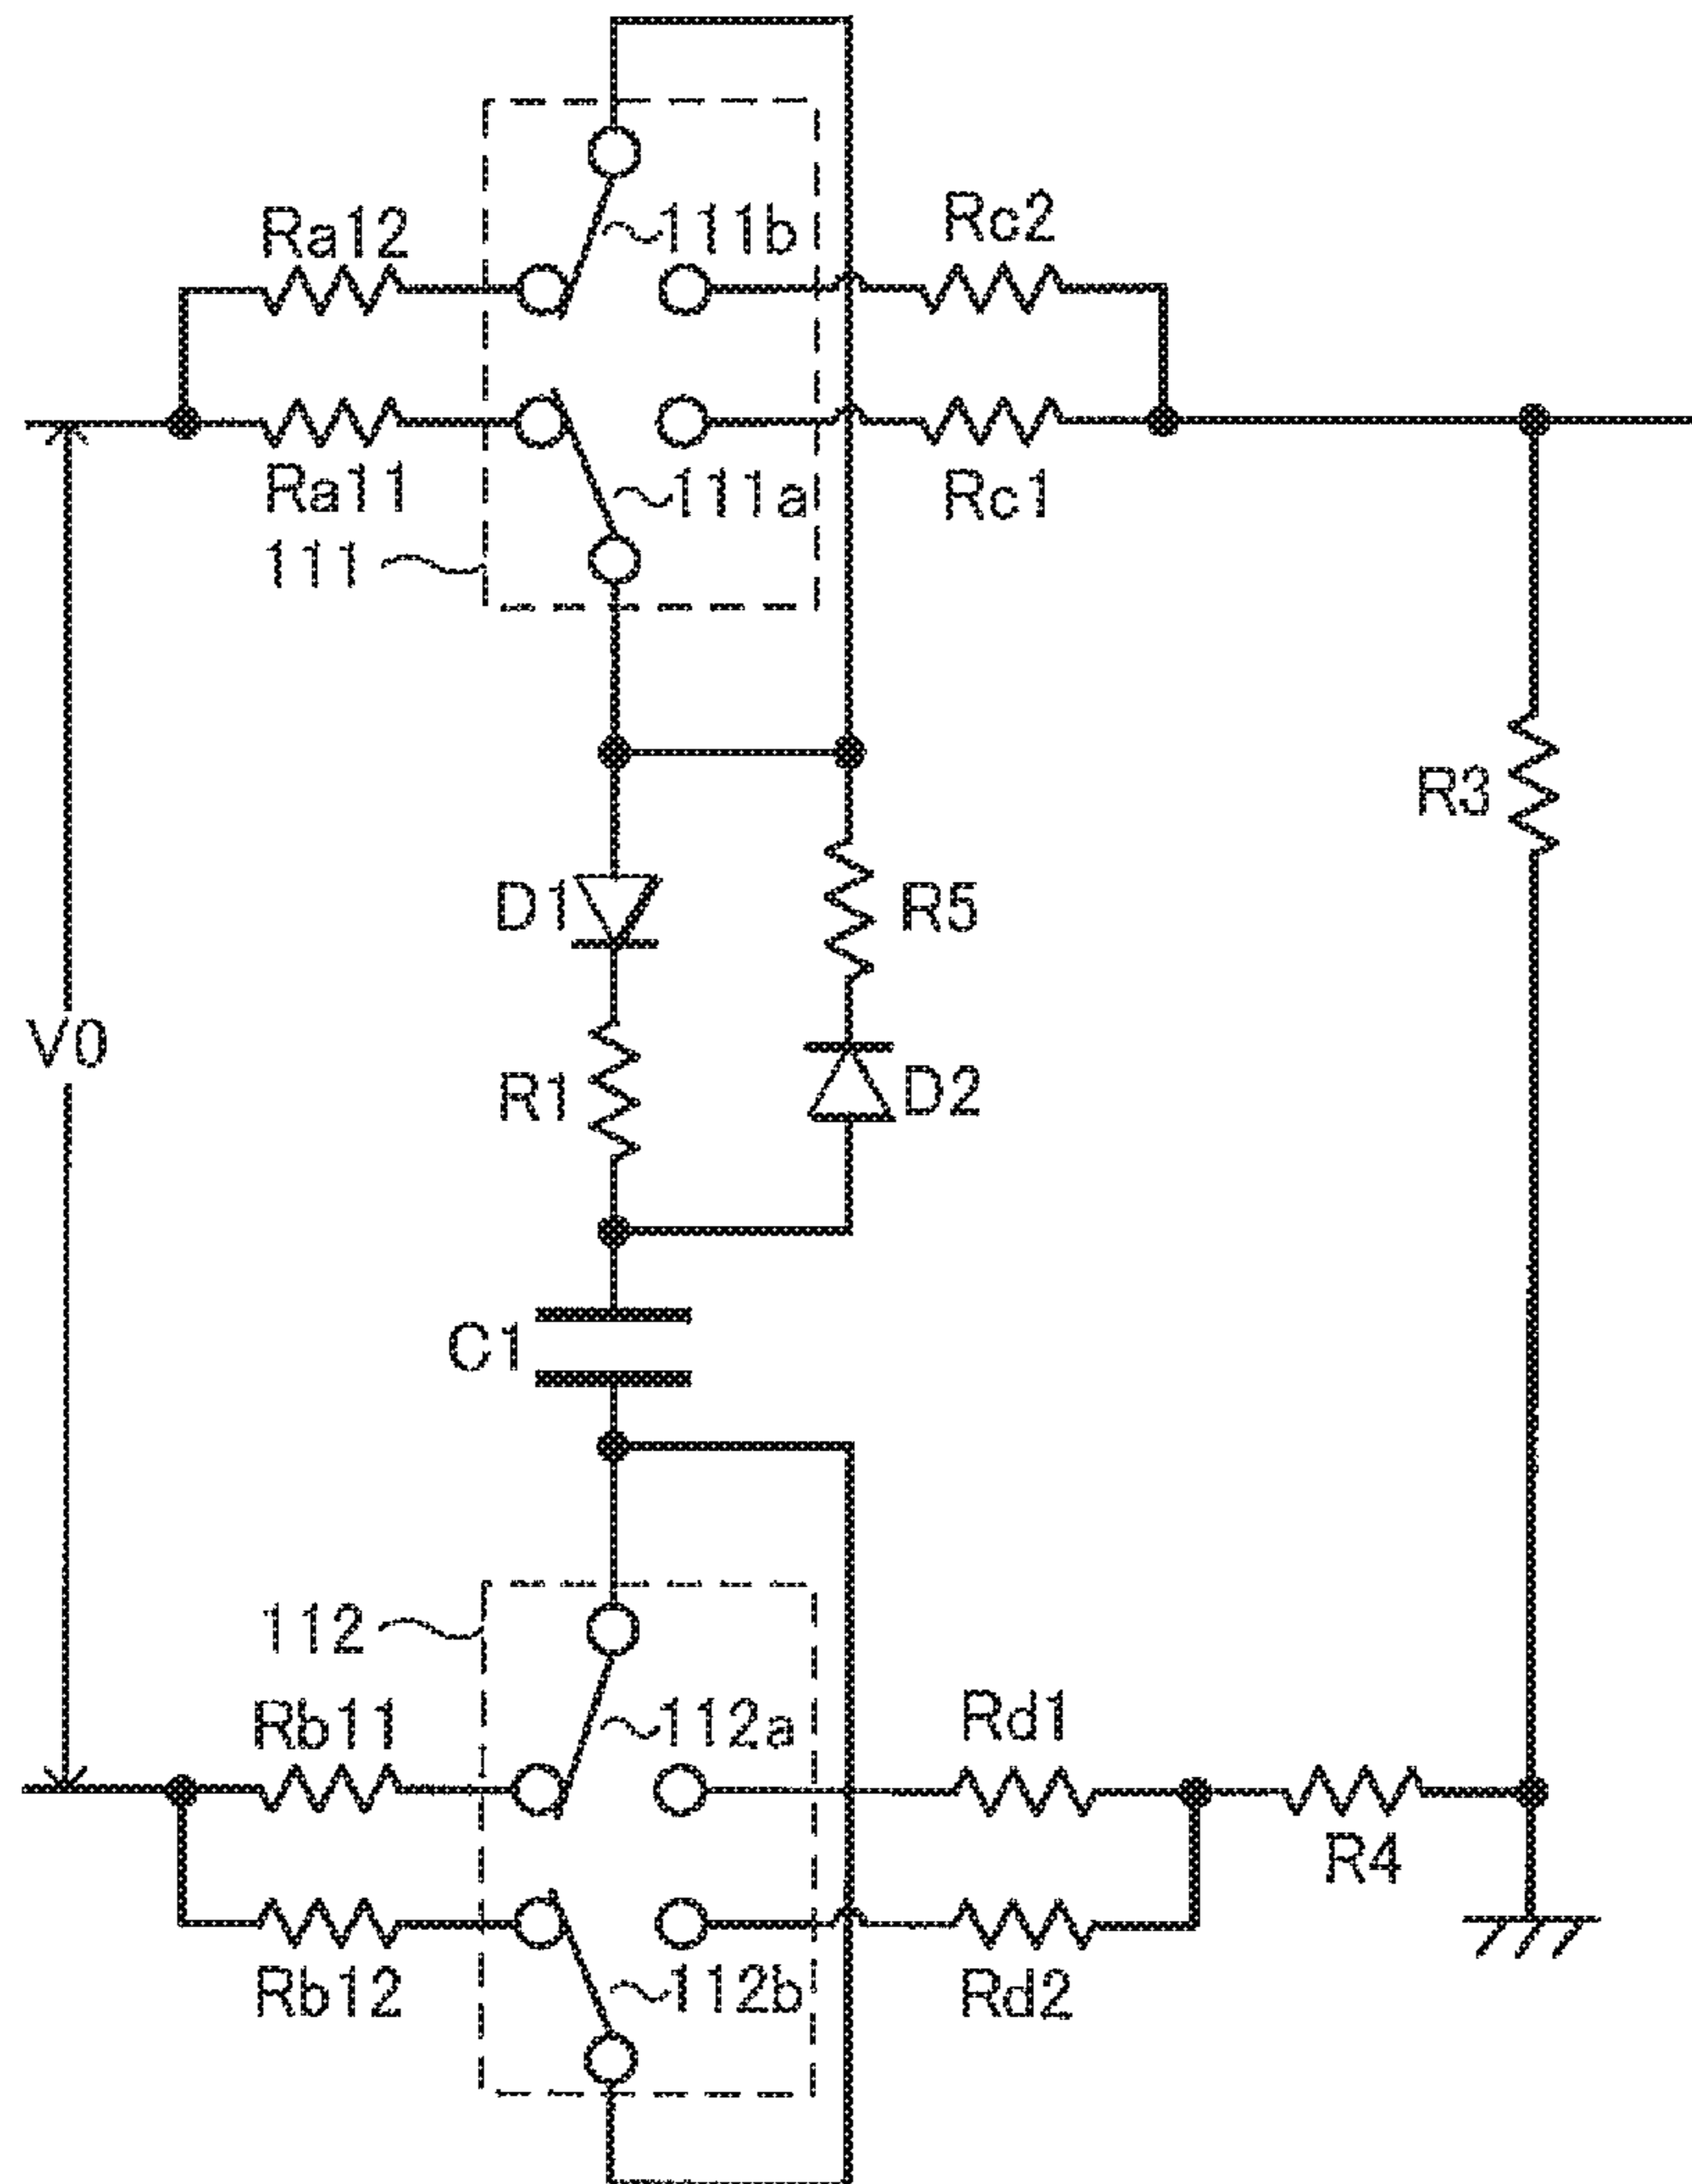 Ra12
111b
Rc2
Ra11
111a
Rc1
111
R3
D1
R5
V0
R1
D2
C1
112
Rb11
112a
Rd1
R4
Rb12
112b
Rd2